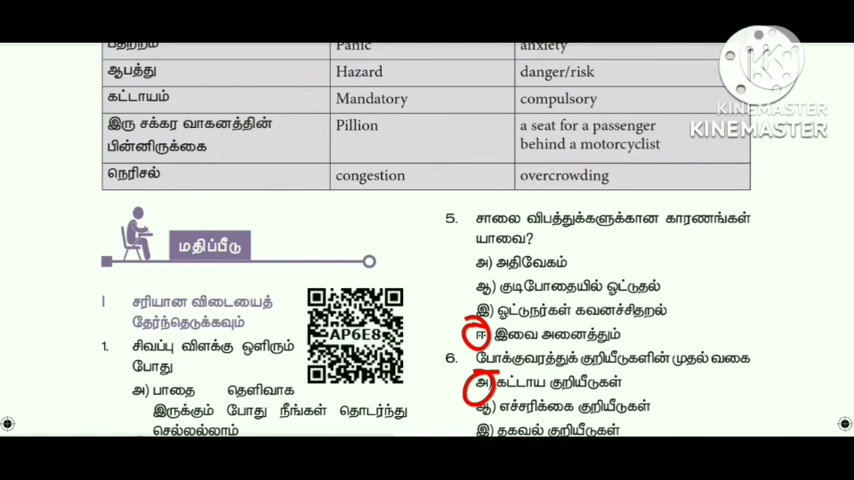 பதற்றம் Panic anxiety
ஆபத்து Hazard danger/risk
கட்டாயம் Mandatory compulsory
இரு சக்கர வாகனத்தின் Pillion a seat for a passenger
பின்னிருக்கை behind a motorcyclist
நெரிசல் congestion overcrowding
KINEMASTER
KINEMASTER
மதிப்பீடு
I சரியான விடையைத்
தேர்ந்தெடுக்கவும்
AP6E8
1. சிவப்பு விளக்கு ஒளிரும்
போது
அ) பாதை தெளிவாக
இருக்கும் போது நீங்கள் தொடர்ந்து
செல்லலாம்
5. சாலை விபத்துக்களுக்கான காரணங்கள்
யாவை?
அ) அதிவேகம்
ஆ) குடிபோதையில் ஓட்டுதல்
இ) ஓட்டுநர்கள் கவனச்சிதறல்
ஈ) இவை அனைத்தும்
6. போக்குவரத்துக் குறியீடுகளின் முதல் வகை
அ) கட்டாய குறியீடுகள்
ஆ) எச்சரிக்கை குறியீடுகள்
இ) தகவல் குறியீடுகள்